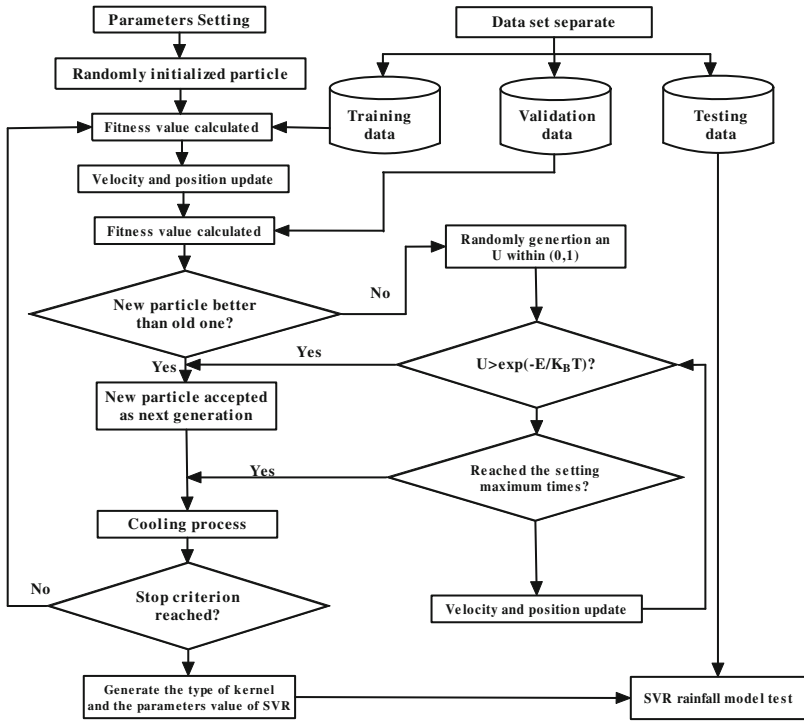 Parameters Setting
Data set separate
Randomly initialized particle
Training
data
Validation
data
Testing
data
Fitness value calculated
Velocity and position update
Fitness value calculated
Randomly genertion an
U within (0,1)
No
New particle better
than old one?
Yes
Yes
U>exp(-E/K_BT)?
New particle accepted
as next generation
Yes
Reached the setting
maximum times?
Cooling process
No
Stop criterion
reached?
Velocity and position update
Generate the type of kernel
and the parameters value of SVR
SVR rainfall model test